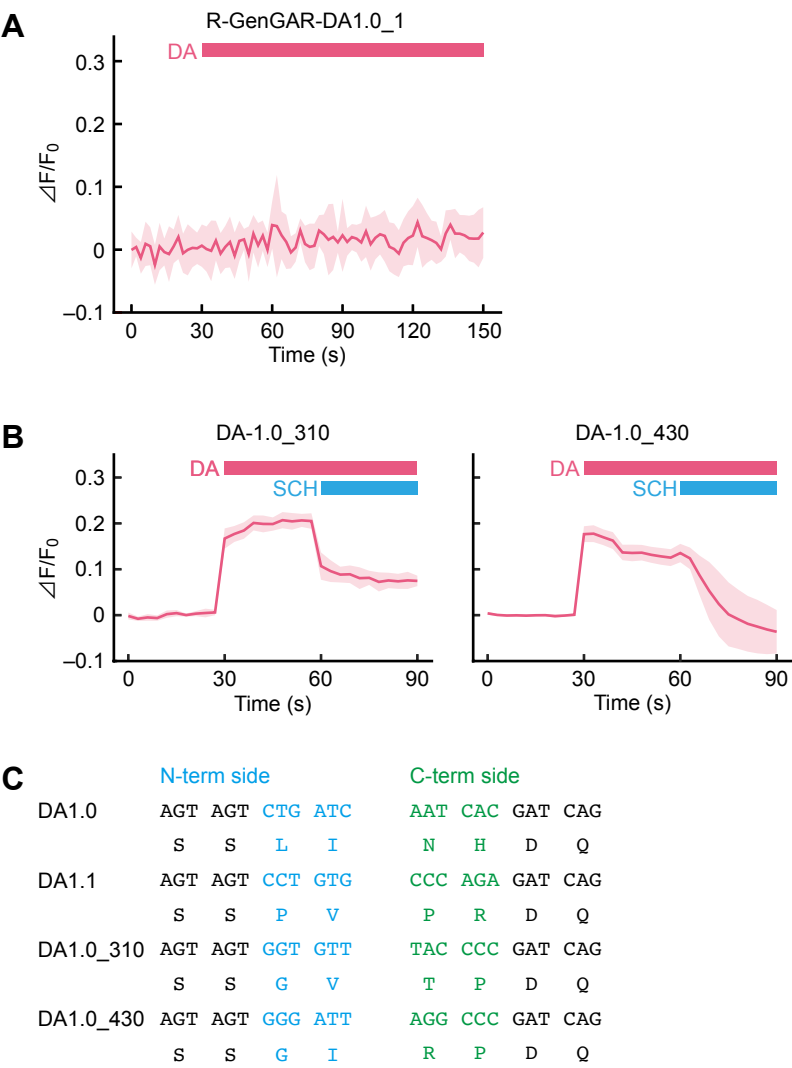 A
R-GenGAR-DA1.0_1
DA
0.3
0.2
0.1
0
–0.1
⊿F/F0
0 30 60 90 120 150
Time (s)
B
DA-1.0_310
DA
SCH
0.3
0.2
0.1
0
–0.1
⊿F/F0
0 30 60 90
Time (s)
DA-1.0_430
DA
SCH
0 30 60 90
Time (s)
C
N-term side C-term side
DA1.0 AGT AGT CTG ATC AAT CAC GAT CAG
S S L I N H D Q
DA1.1 AGT AGT CCT GTG CCC AGA GAT CAG
S S P V P R D Q
DA1.0_310 AGT AGT GGT GTT TAC CCC GAT CAG
S S G V T P D Q
DA1.0_430 AGT AGT GGG ATT AGG CCC GAT CAG
S S G I R P D Q